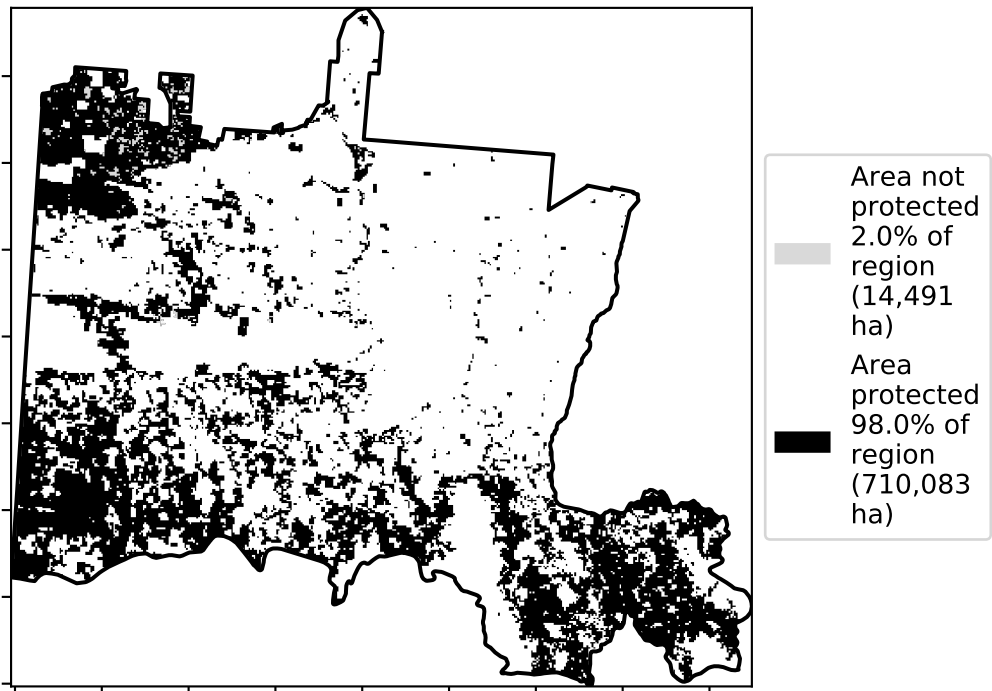 Area not
protected
2.0% of
region
(14,491
ha)
Area
protected
98.0% of
region
(710,083
ha)